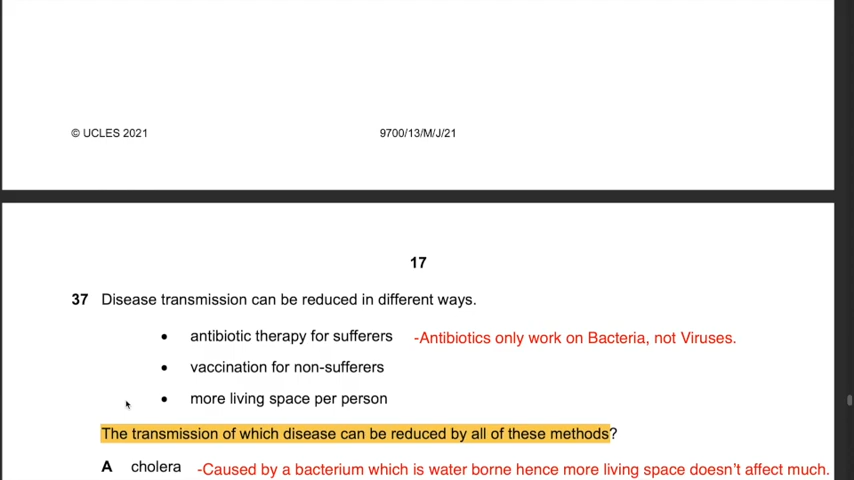 © UCLES 2021 9700/13/M/J/21
17
37 Disease transmission can be reduced in different ways.
• antibiotic therapy for sufferers -Antibiotics only work on Bacteria, not Viruses.
• vaccination for non-sufferers
• more living space per person
The transmission of which disease can be reduced by all of these methods?
A cholera -Caused by a bacterium which is water borne hence more living space doesn't affect much.